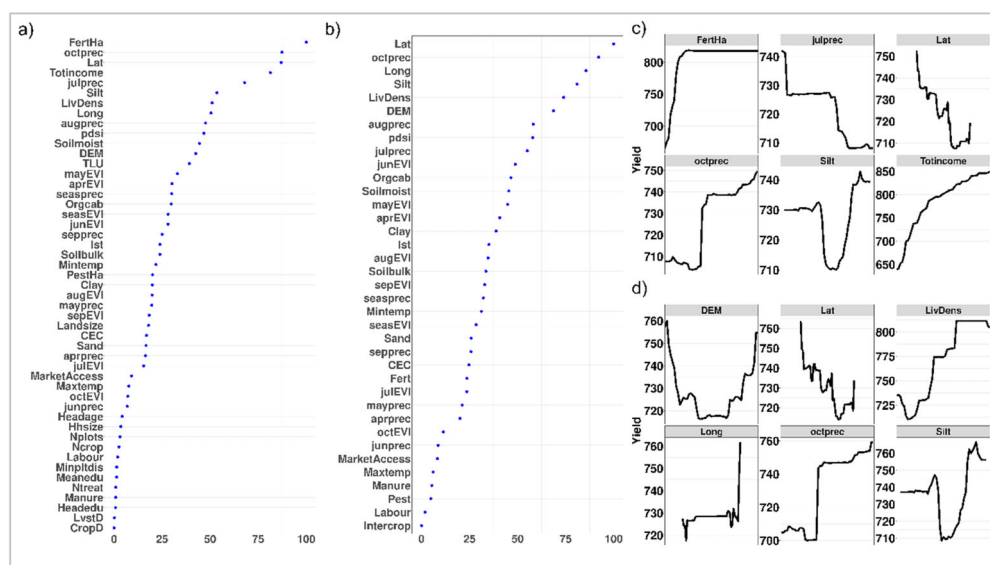 a)
FertHa
octprec
Lat
Totincome
julprec
Silt
LivDens
Long
augprec
pdsi
Soilmoist
DEM
TLU
mayEVI
aprEVI
seasprec
Orgcab
seasEVI
junEVI
sepprec
lst
Soilbulk
Mintemp
PestHa
Clay
augEVI
mayprec
sepEVI
Landsize
CEC
Sand
aprprec
julEVI
MarketAccess
Maxtemp
octEVI
junprec
Headage
Hhsize
Nplots
Ncrop
Labour
Minpltdis
Meanedu
Ntreat
Manure
Headedu
LvstD
CropD
0 25 50 75 100
b)
Lat
octprec
Long
Silt
LivDens
DEM
augprec
pdsi
julprec
junEVI
Orgcab
Soilmoist
mayEVI
aprEVI
Clay
lst
augEVI
Soilbulk
sepEVI
seasprec
Mintemp
seasEVI
Sand
sepprec
CEC
Fert
julEVI
mayprec
aprprec
octEVI
junprec
MarketAccess
Maxtemp
Manure
Pest
Labour
Intercrop
0 25 50 75 100
c)
FertHa julprec Lat
800
750
700
740
730
720
710
750
740
730
720
710
octprec Silt Totincome
750
740
730
720
710
740
730
720
710
850
800
750
700
650
Yield
d)
DEM Lat LivDens
760
750
740
730
720
760
750
740
730
720
710
800
775
750
725
Long octprec Silt
760
750
740
730
720
760
740
720
700
760
750
740
730
720
710
Yield